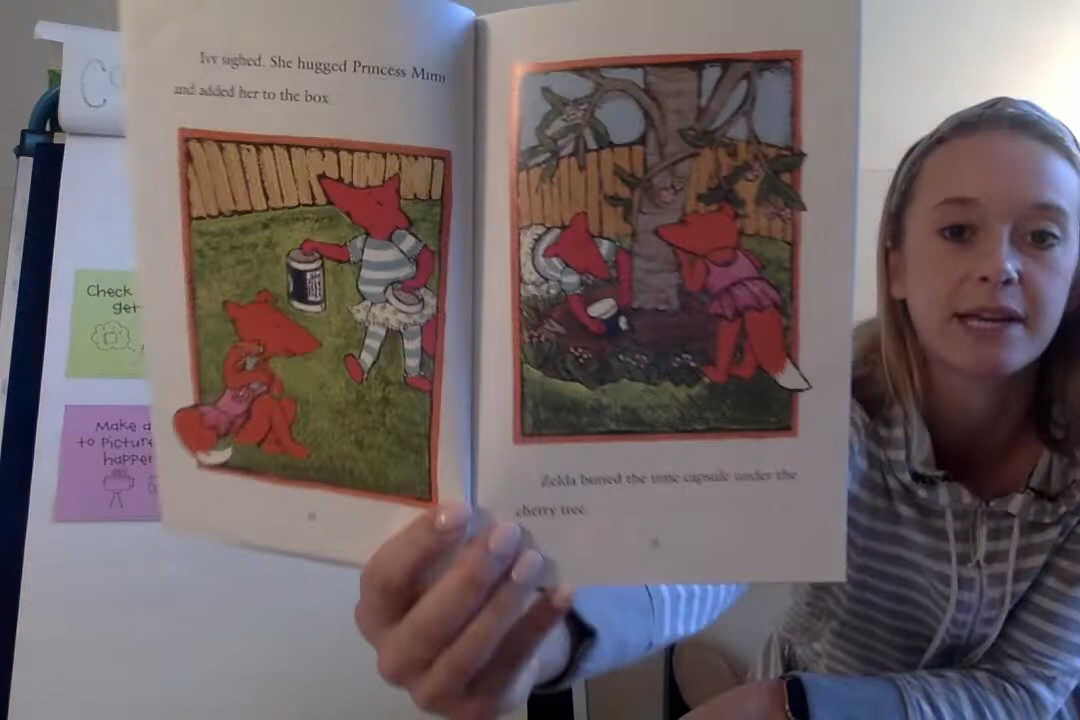 Ivy sighed. She hugged Princess Mimi
and added her to the box.
Zelda buried the time capsule under the
cherry tree.
Check
get
Make a
to picture
happen